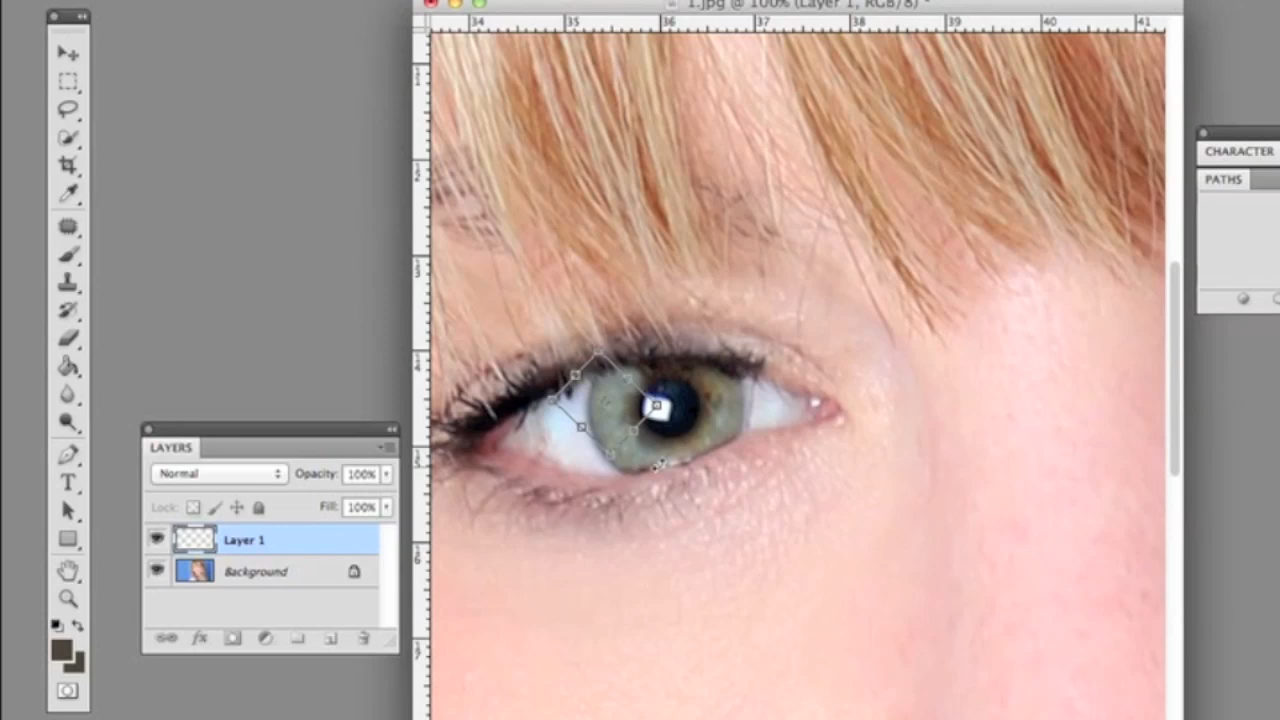 1.jpg @ 100% (Layer 1, RGB/8) *
34 35 36 37 38 39 40 41
CHARACTER
PATHS
LAYERS
Normal Opacity: 100%
Lock: Fill: 100%
Layer 1
Background
T
fx